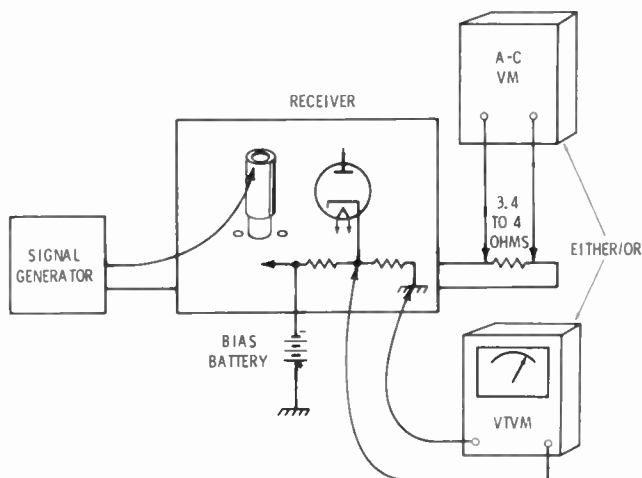 A-C
VM
RECEIVER
3.4
TO 4
OHMS
EITHER/OR
SIGNAL
GENERATOR
BIAS
BATTERY
-
VTVM